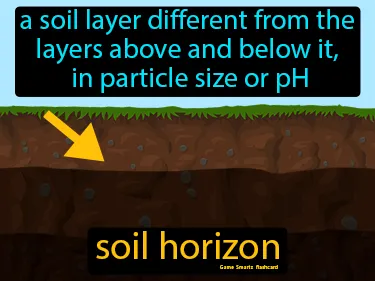 a soil layer different from the
layers above and below it,
in particle size or pH
soil horizon
Game Smartz flashcard